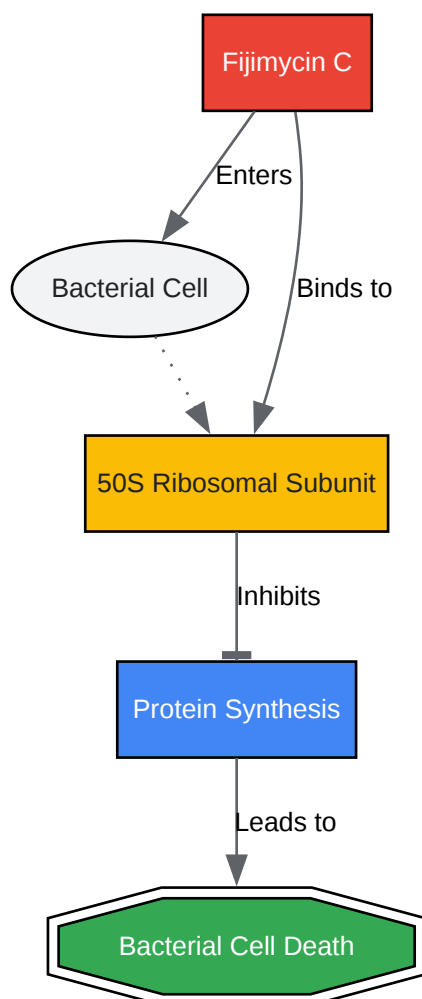 Fijimycin C
Enters
Bacterial Cell
Binds to
50S Ribosomal Subunit
Inhibits
Protein Synthesis
Leads to
Bacterial Cell Death